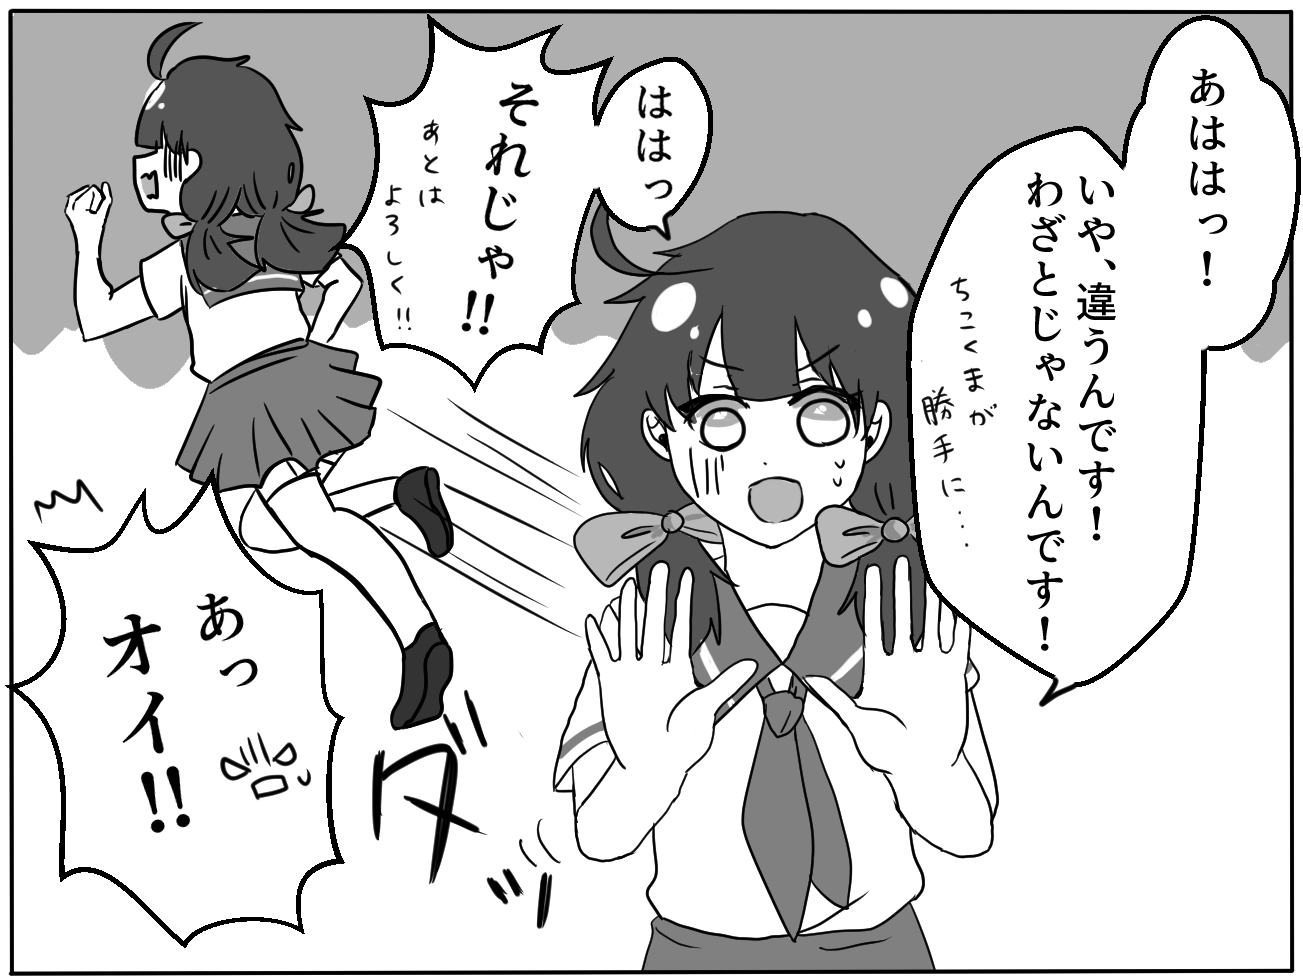 あははっ！
いや、違うんです！
わざとじゃないんです！
ちこくまが
勝手に...
ははっ
それじゃ!!
あとは
よろしく!!
あっ
オイ!!
ダッ